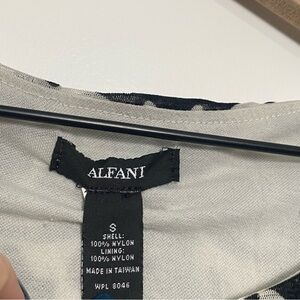 ALFANI
S
SHELL:
100% NYLON
LINING:
100% NYLON
MADE IN TAIWAN
WPL 8046